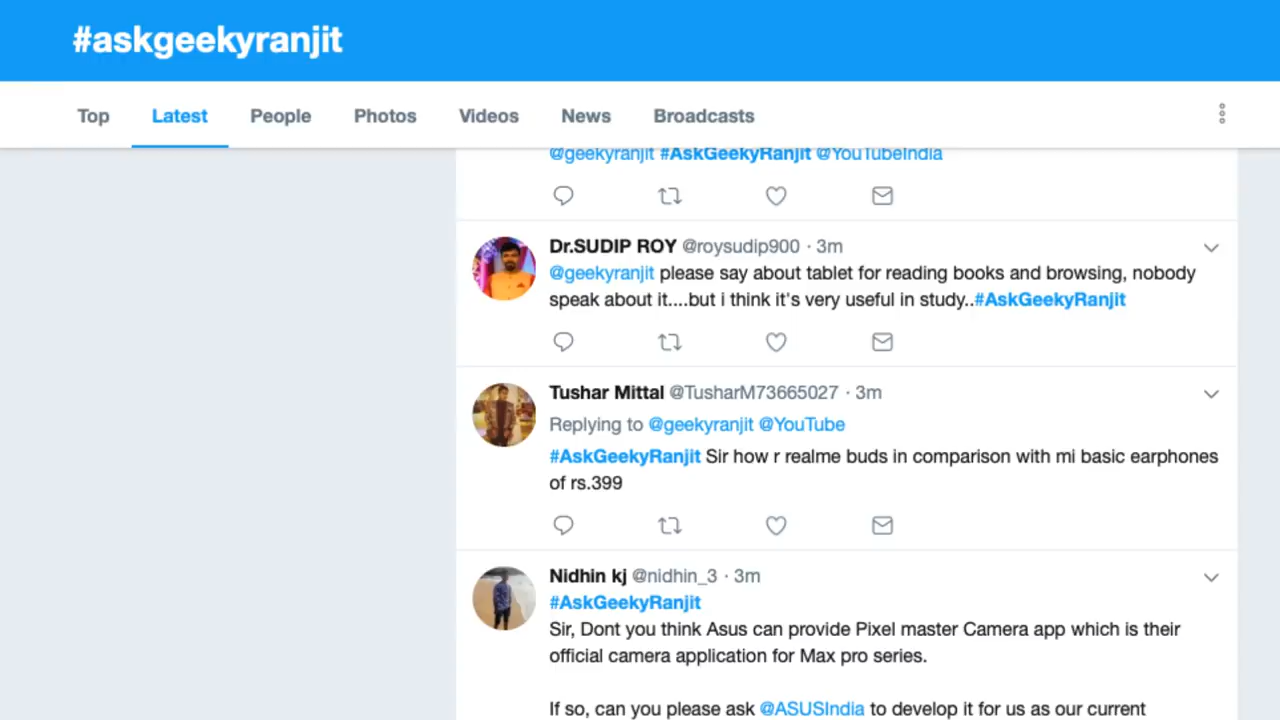 #askgeekyranjit
Top Latest People Photos Videos News Broadcasts
@geekyranjit #AskGeekyRanjit @YouTubeIndia
Dr.SUDIP ROY @roysudip900 · 3m
@geekyranjit please say about tablet for reading books and browsing, nobody
speak about it....but i think it's very useful in study..#AskGeekyRanjit
Tushar Mittal @TusharM73665027 · 3m
Replying to @geekyranjit @YouTube
#AskGeekyRanjit Sir how r realme buds in comparison with mi basic earphones
of rs.399
Nidhin kj @nidhin_3 · 3m
#AskGeekyRanjit
Sir, Dont you think Asus can provide Pixel master Camera app which is their
official camera application for Max pro series.
If so, can you please ask @ASUSIndia to develop it for us as our current